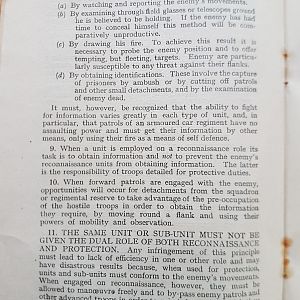 (a) By watching and reporting the enemy's movements.
(b) By examining through field glasses or telescopes ground
he is believed to be holding. If the enemy has had
time to conceal himself this method will be com-
paratively unproductive.
(c) By drawing his fire. To achieve this result it is
necessary to probe the enemy position and to offer
tempting, but fleeting, targets. Enemy are particu-
larly susceptible to any threat against their flanks.
(d) By obtaining identifications. These involve the capture
of prisoners by ambush or by cutting of patrols
and other small detachments, and by the examination
of enemy dead.
It must, however, be recognized that the ability to fight
for information varies greatly in each type of unit, and, in
particular, that patrols of an armoured car regiment have no
assaulting power and must get their information by other
means, only using their fire as a means of self defence.
9. When a unit is employed on a reconnaissance role its
task is to obtain information and not to prevent the enemy's
reconnaissance units from obtaining information. The latter
is the responsibility of troops detailed for protective duties.
10. When forward patrols are engaged with the enemy,
opportunities will occur for detachments from the squadron
or regimental reserve to take advantage of the pre-occupation
of the hostile troops in order to obtain the information
they require, by moving round a flank and using their
powers of mobility and observation.
11. THE SAME UNIT OR SUB-UNIT MUST NOT BE
GIVEN THE DUAL ROLE OF BOTH RECONNAISSANCE
AND PROTECTION. Any infringement of this principle
must lead to lack of efficiency in one or other role and may
have disastrous results because, when used for protection,
units and sub-units must conform to the enemy's movements.
When engaged on reconnaissance, however, they must be
allowed to manœuvre freely and to by-pass enemy patrols and
other advanced troops in order to